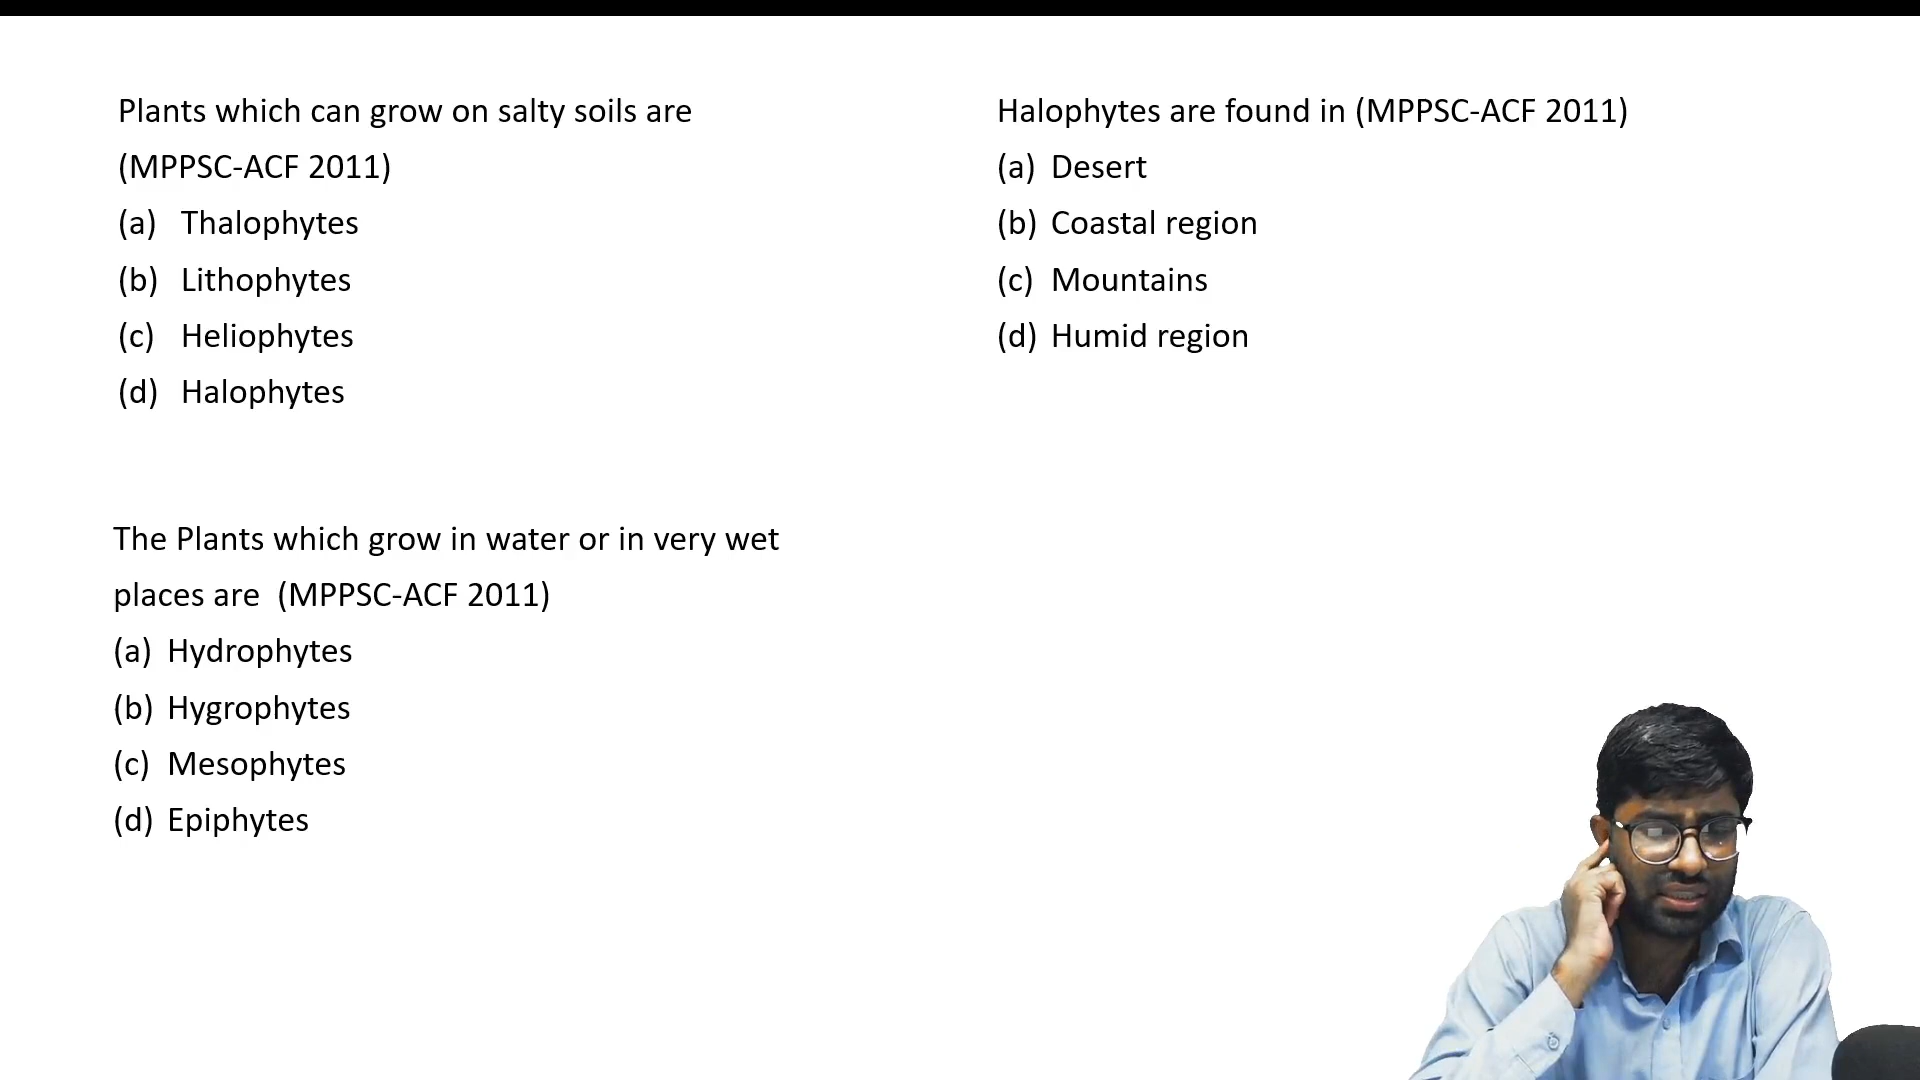 Plants which can grow on salty soils are
(MPPSC-ACF 2011)
(a) Thalophytes
(b) Lithophytes
(c) Heliophytes
(d) Halophytes
Halophytes are found in (MPPSC-ACF 2011)
(a) Desert
(b) Coastal region
(c) Mountains
(d) Humid region
The Plants which grow in water or in very wet
places are (MPPSC-ACF 2011)
(a) Hydrophytes
(b) Hygrophytes
(c) Mesophytes
(d) Epiphytes